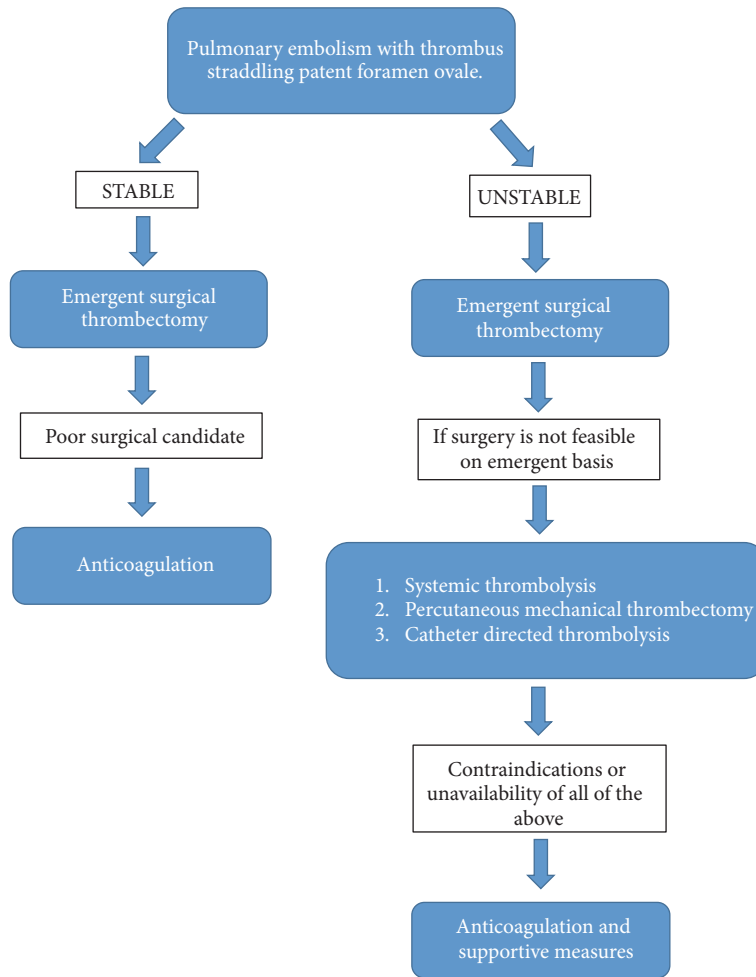 Pulmonary embolism with thrombus
straddling patent foramen ovale.
STABLE
UNSTABLE
Emergent surgical
thrombectomy
Emergent surgical
thrombectomy
Poor surgical candidate
If surgery is not feasible
on emergent basis
Anticoagulation
1. Systemic thrombolysis
2. Percutaneous mechanical thrombectomy
3. Catheter directed thrombolysis
Contraindications or
unavailability of all of the
above
Anticoagulation and
supportive measures